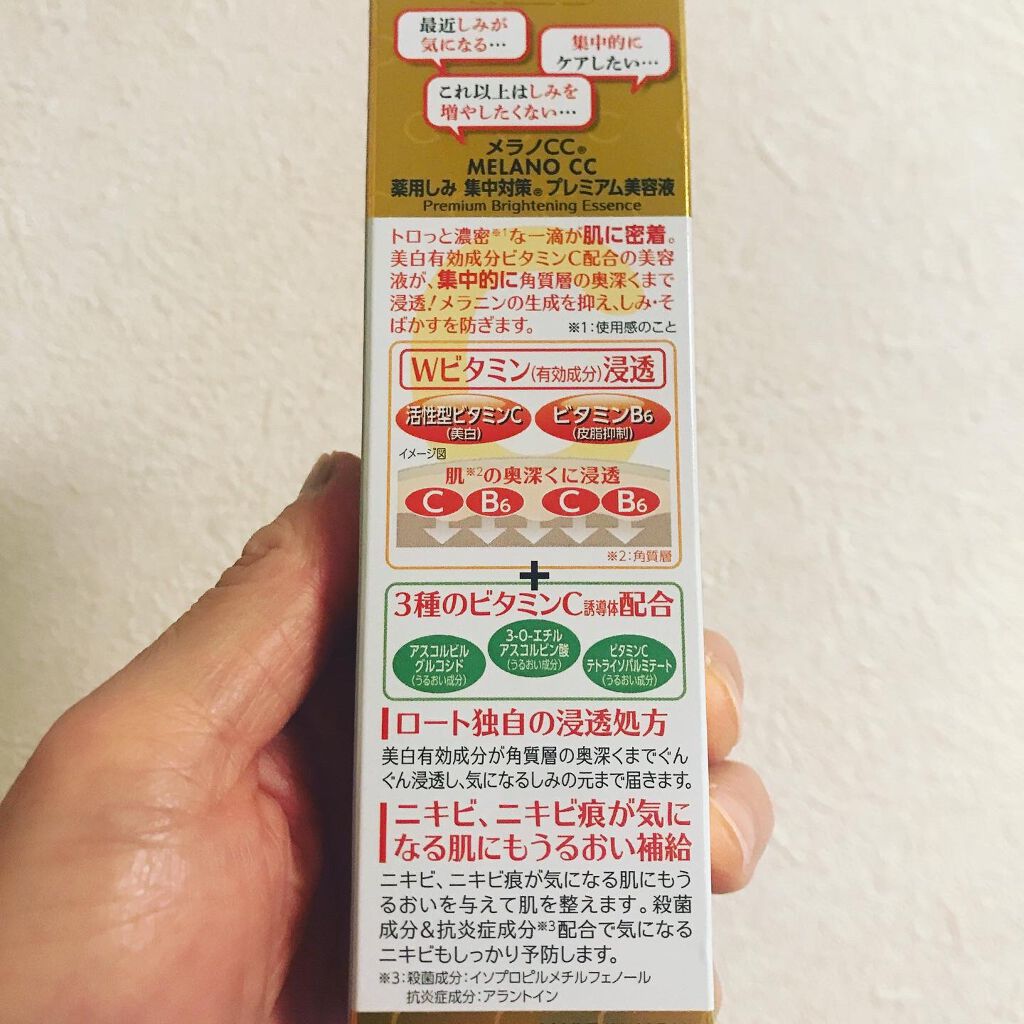 最近しみが
気になる…
集中的に
ケアしたい…
これ以上はしみを
増やしたくない…
メラノCC®
MELANO CC
薬用しみ 集中対策® プレミアム美容液
Premium Brightening Essence
トロっと濃密※1な一滴が肌に密着。
美白有効成分ビタミンC配合の美容
液が、集中的に角質層の奥深くまで
浸透！メラニンの生成を抑え、しみ・そ
ばかすを防ぎます。 ※1：使用感のこと
Wビタミン(有効成分)浸透
活性型ビタミンC
(美白)
ビタミンB6
(皮脂抑制)
イメージ図
肌※2の奥深くに浸透
C B6 C B6
※2：角質層
+
3種のビタミンC誘導体配合
アスコルビル
グルコシド
(うるおい成分)
3-O-エチル
アスコルビン酸
(うるおい成分)
ビタミンC
テトライソパルミテート
(うるおい成分)
ロート独自の浸透処方
美白有効成分が角質層の奥深くまでぐん
ぐん浸透し、気になるしみの元まで届きます。
ニキビ、ニキビ痕が気に
なる肌にもうるおい補給
ニキビ、ニキビ痕が気になる肌にもう
るおいを与えて肌を整えます。殺菌
成分＆抗炎症成分※3配合で気になる
ニキビもしっかり予防します。
※3：殺菌成分：イソプロピルメチルフェノール
抗炎症成分：アラントイン